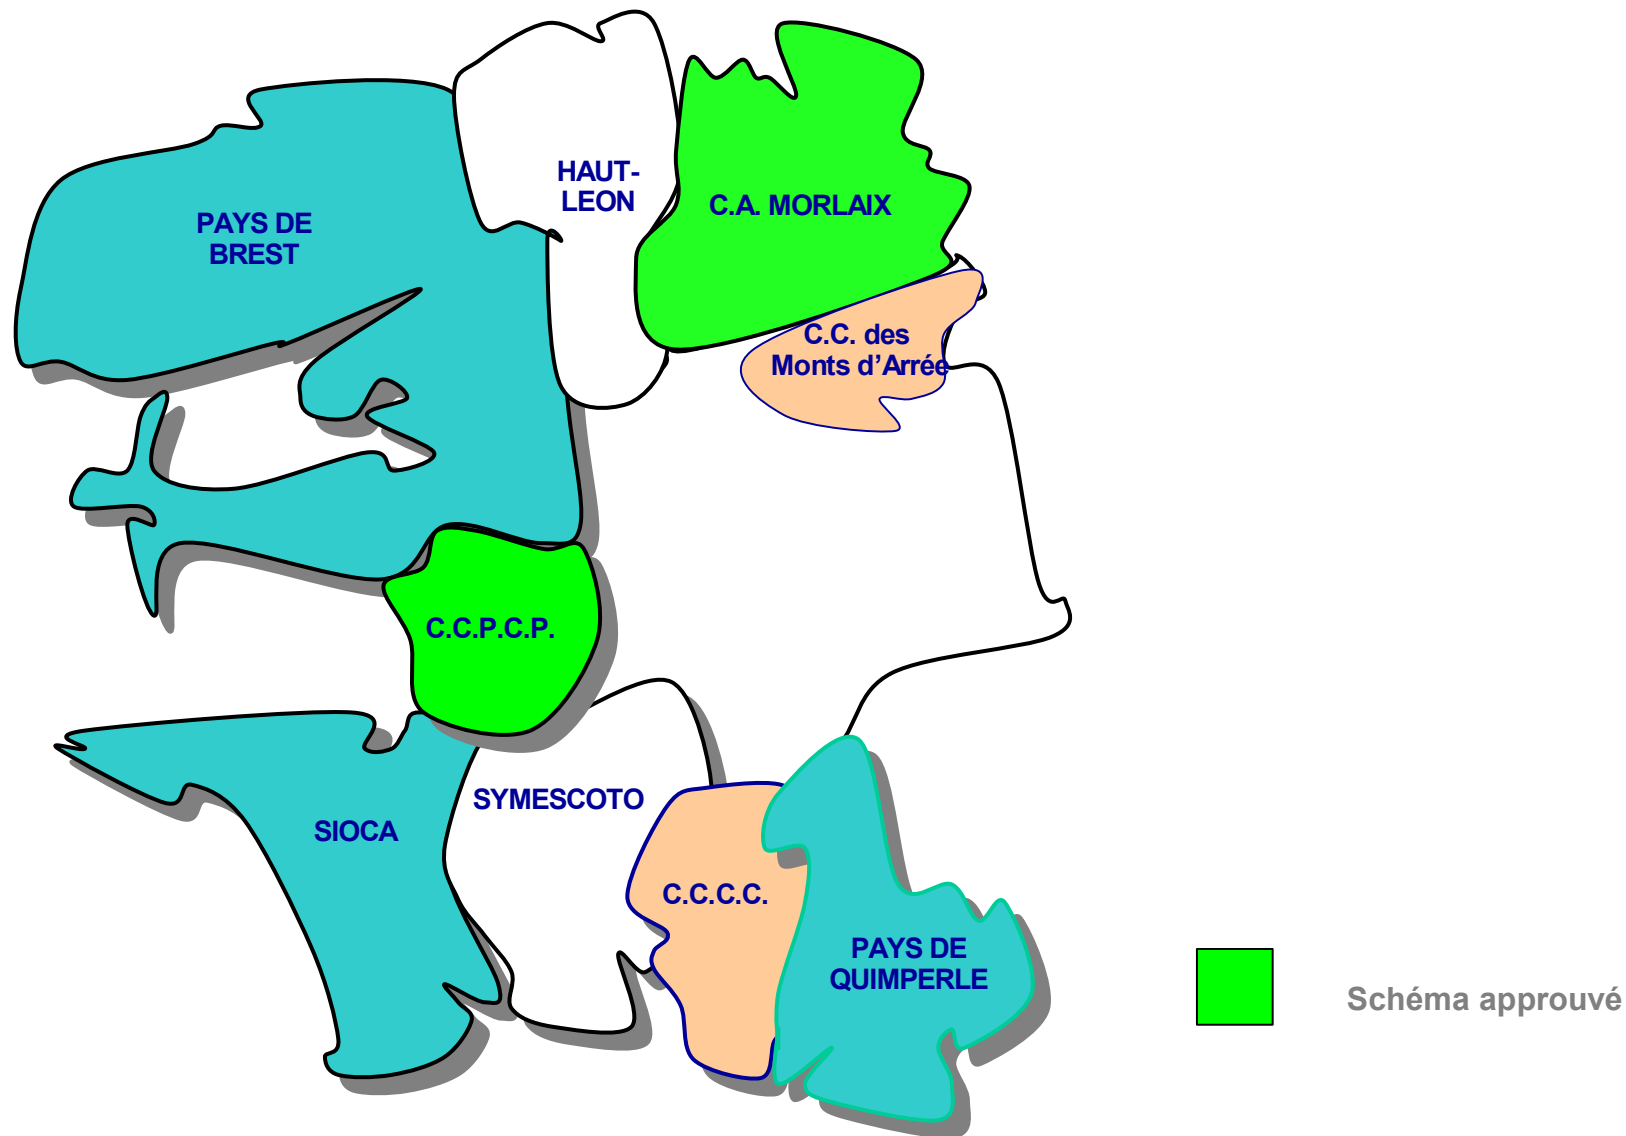 HAUT-
LEON
C.A. MORLAIX
PAYS DE
BREST
C.C. des
Monts d’Arrée
C.C.P.C.P.
SYMESCOTO
SIOCA
C.C.C.C.
PAYS DE
QUIMPERLE
Schéma approuvé